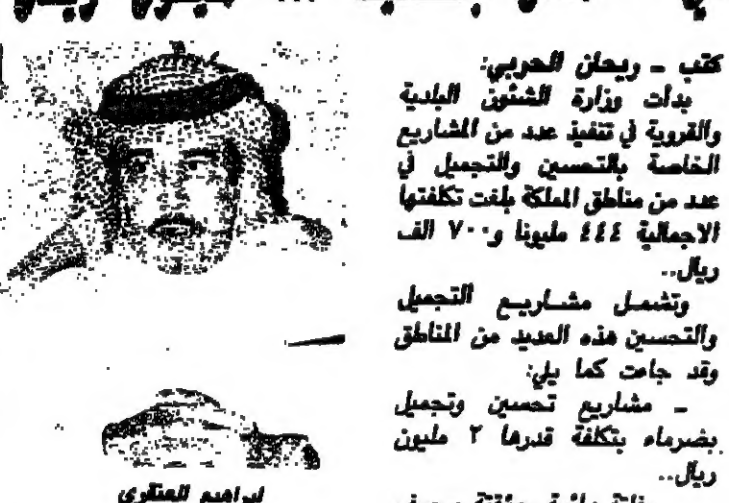 كتب - ريحان الحربي:
بدأت وزارة الشئون البلدية
والقروية في تنفيذ عدد من المشاريع
الخاصة بالتحسين والتجميل في
عدد من مناطق المملكة بلغت تكلفتها
الاجمالية ٤٤٤ مليونا و٧٠٠ الف
ريال..
وتشمل مشاريع التجميل
والتحسين هذه العديد من المناطق
وقد جاءت كما يلي:
- مشاريع تحسين وتجميل
بضرماء بتكلفة قدرها ٢ مليون
ريال..
ابراهيم العنقري